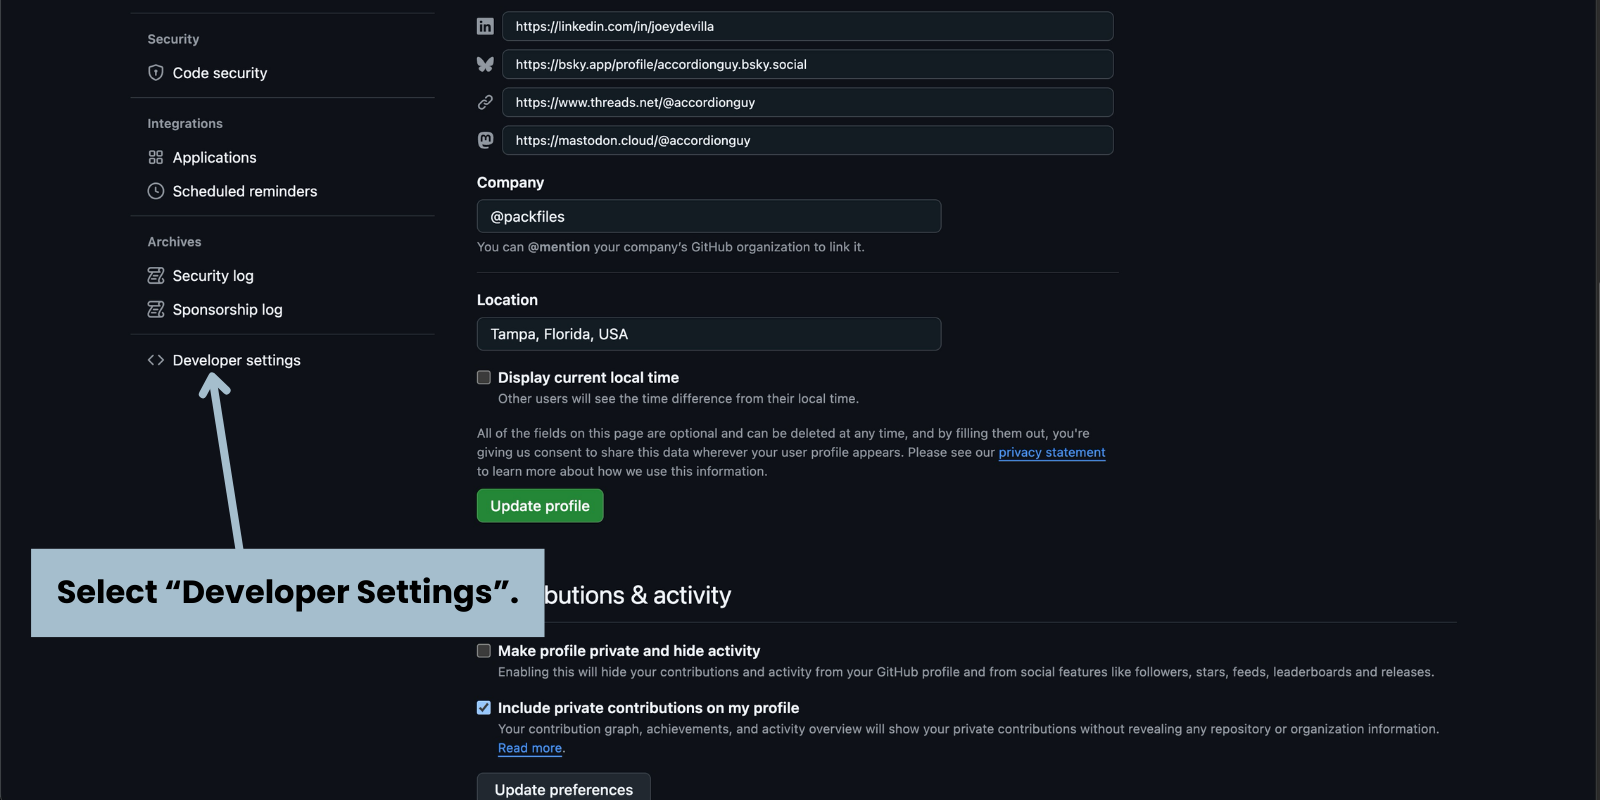 Security
Code security
Integrations
Applications
Scheduled reminders
Archives
Security log
Sponsorship log
Developer settings
Select “Developer Settings”.
https://linkedin.com/in/joeydevilla
https://bsky.app/profile/accordionguy.bsky.social
https://www.threads.net/@accordionguy
https://mastodon.cloud/@accordionguy
Company
@packfiles
You can @mention your company’s GitHub organization to link it.
Location
Tampa, Florida, USA
Display current local time
Other users will see the time difference from their local time.
All of the fields on this page are optional and can be deleted at any time, and by filling them out, you're
giving us consent to share this data wherever your user profile appears. Please see our privacy statement
to learn more about how we use this information.
Update profile
butions & activity
Make profile private and hide activity
Enabling this will hide your contributions and activity from your GitHub profile and from social features like followers, stars, feeds, leaderboards and releases.
Include private contributions on my profile
Your contribution graph, achievements, and activity overview will show your private contributions without revealing any repository or organization information.
Read more.
Update preferences